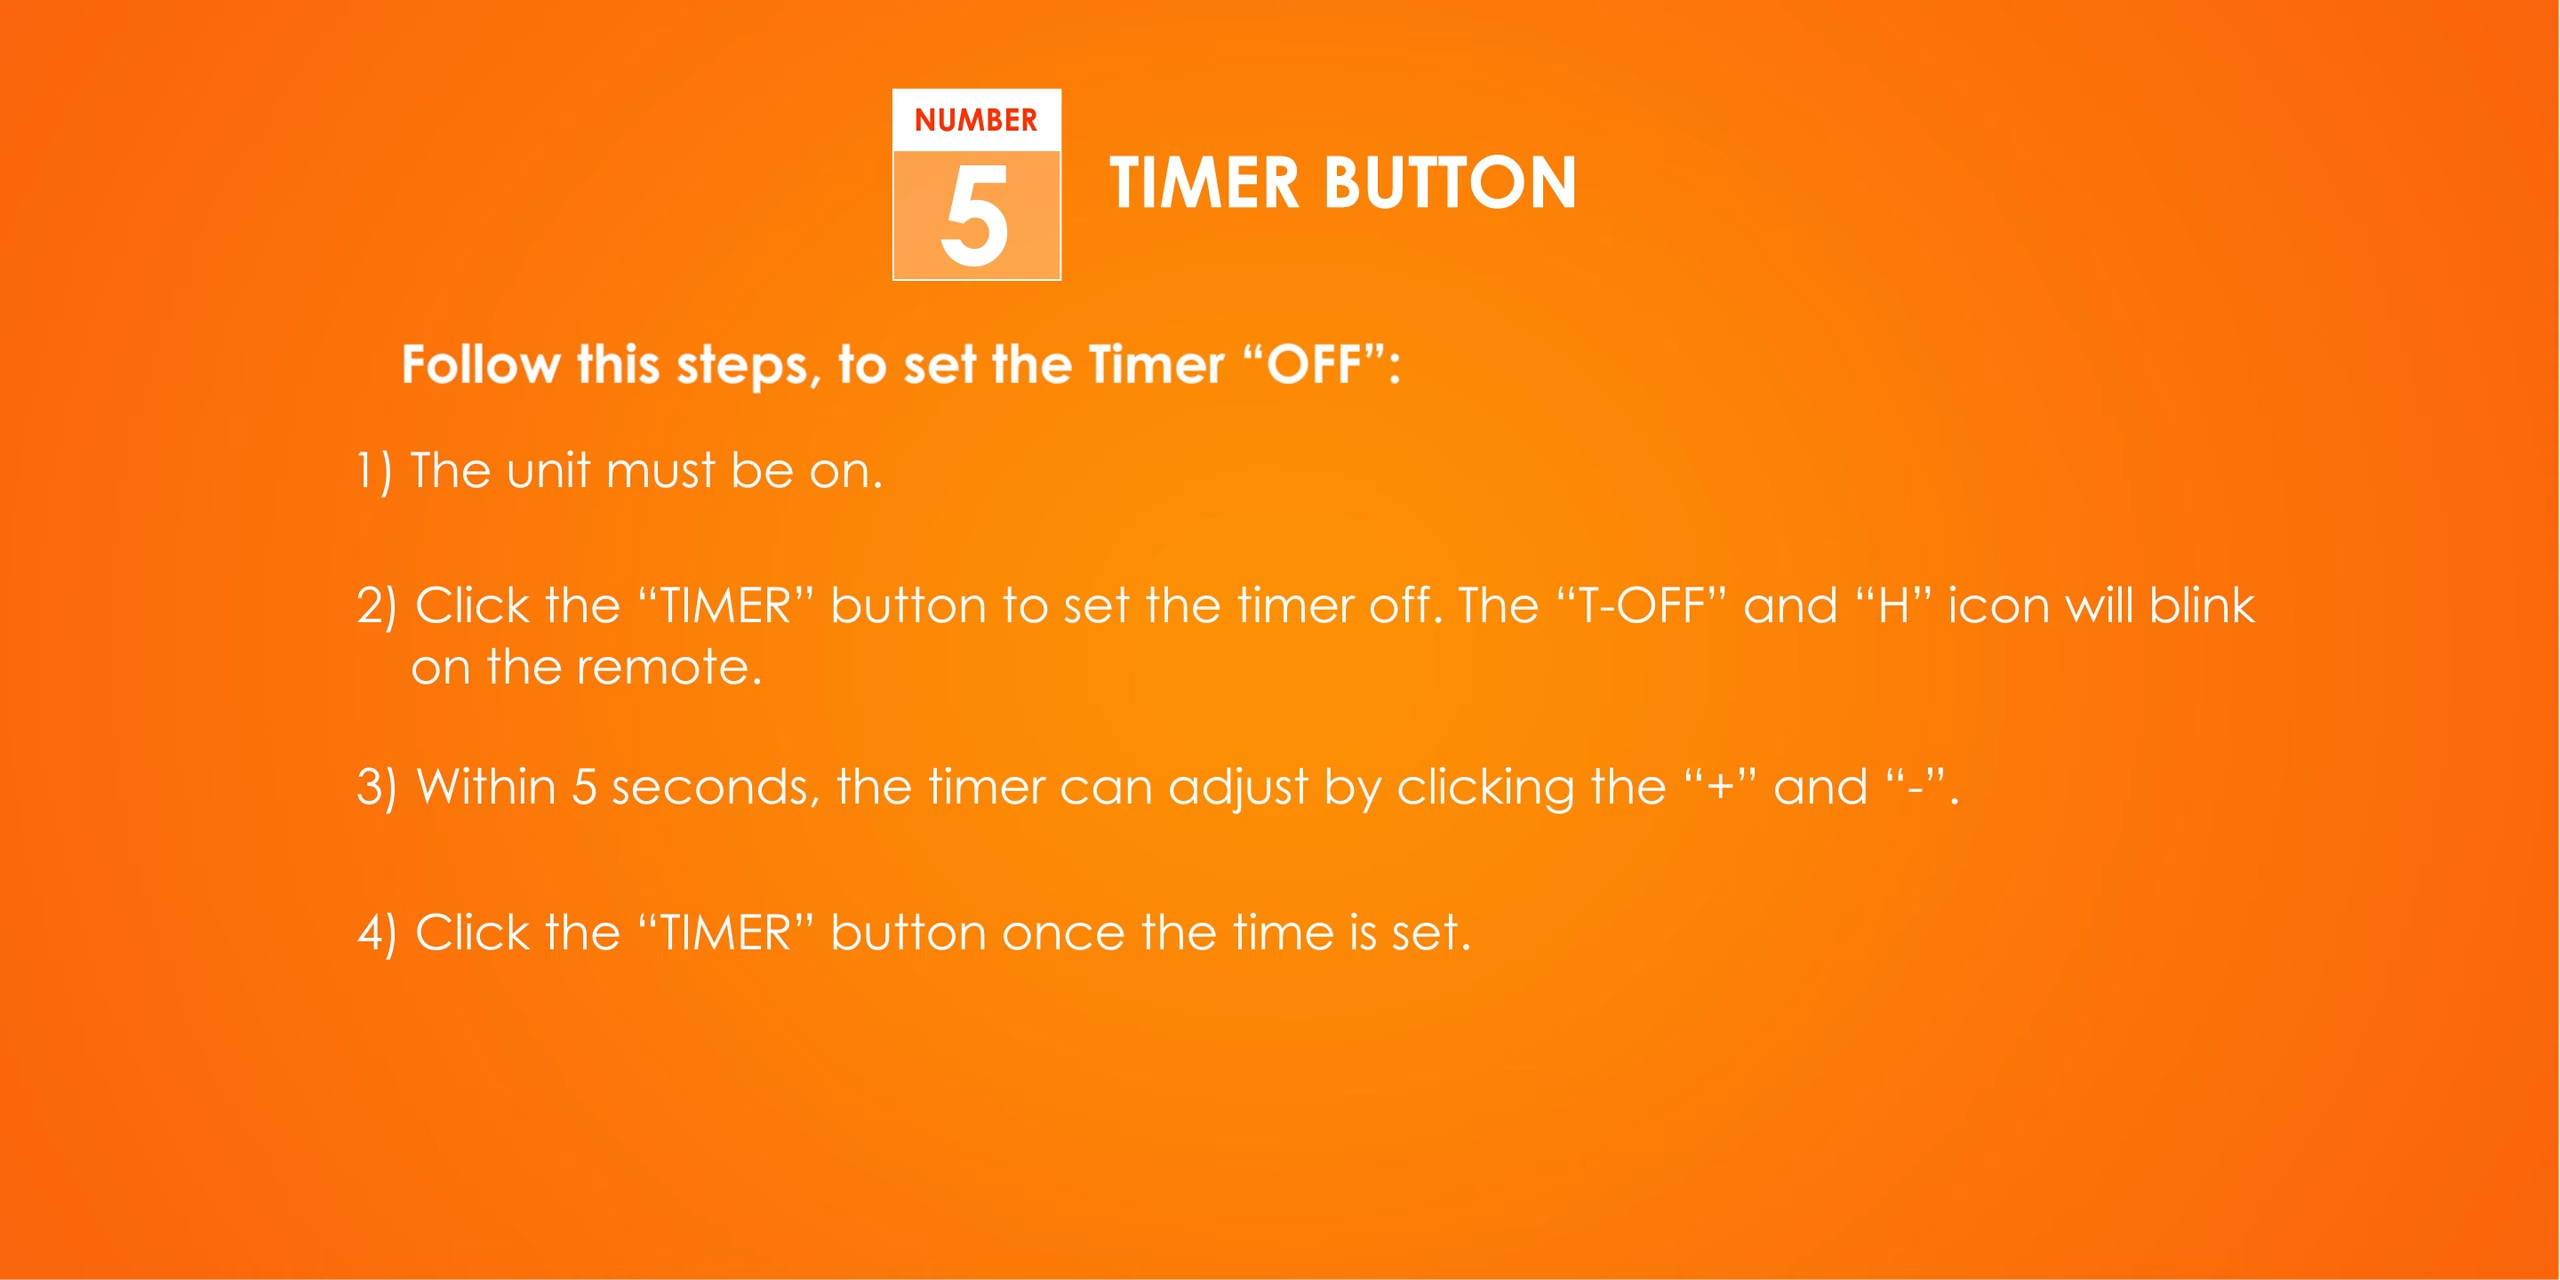 NUMBER
5
TIMER BUTTON
Follow this steps, to set the Timer “OFF”:
1) The unit must be on.
2) Click the “TIMER” button to set the timer off. The “T-OFF” and “H” icon will blink
on the remote.
3) Within 5 seconds, the timer can adjust by clicking the “+” and “-”.
4) Click the “TIMER” button once the time is set.